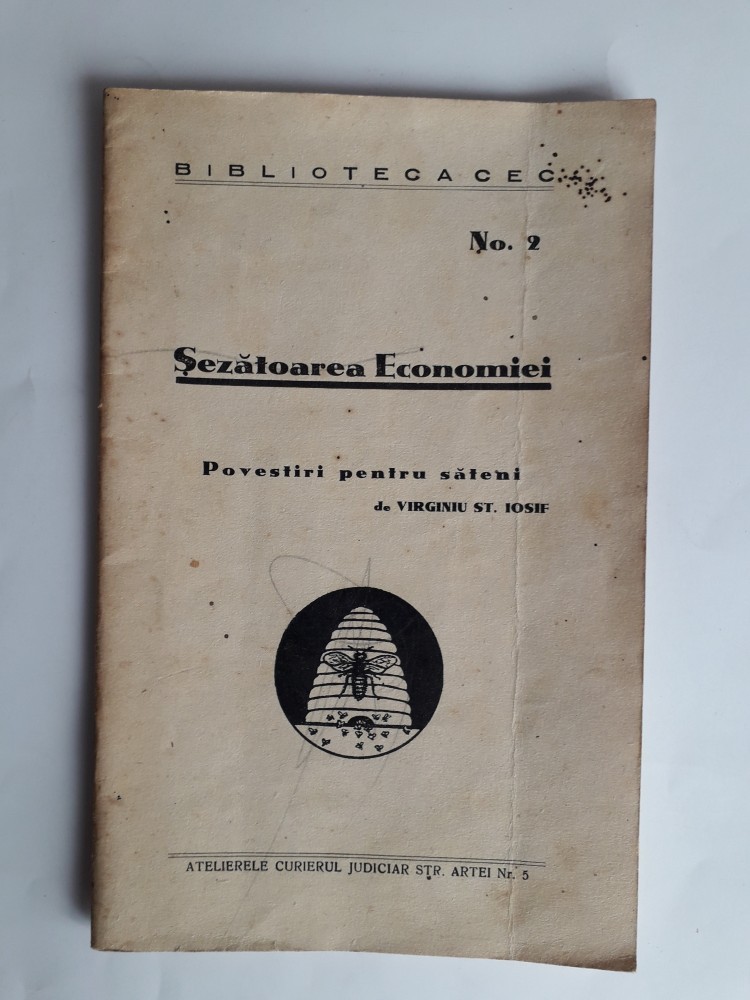 BIBLIOTECA CEC
No. 2
Șezătoarea Economiei
Povestiri pentru săteni
de VIRGINIU ST. IOSIF
ATELIERELE CURIERUL JUDICIAR STR. ARTEI Nr. 5